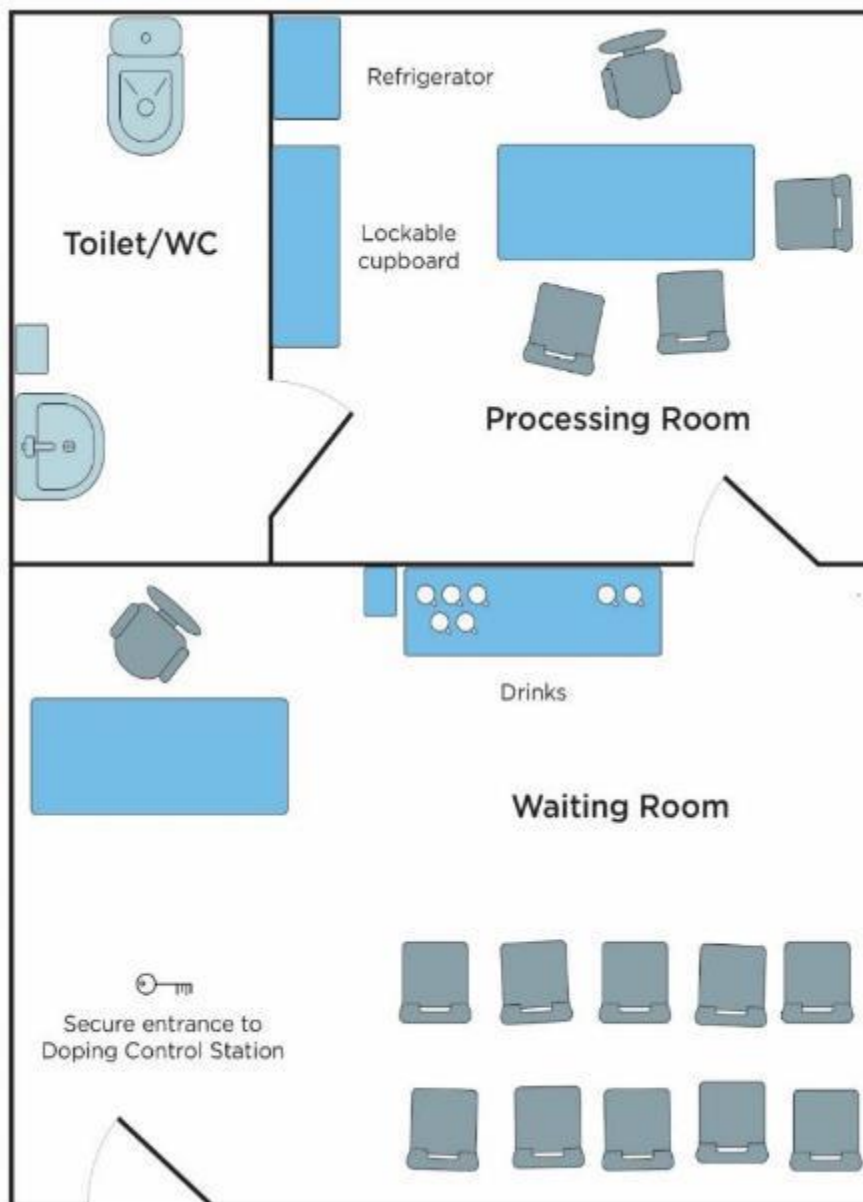 Refrigerator
Toilet/WC
Lockable
cupboard
Processing Room
Drinks
Waiting Room
Secure entrance to
Doping Control Station